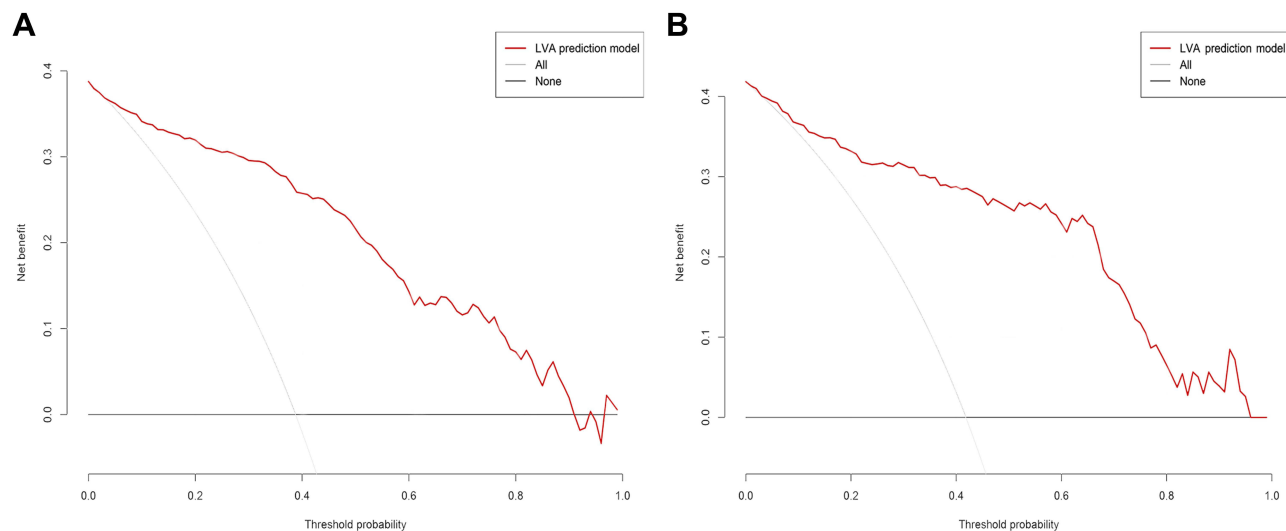 A
LVA prediction model
All
None
0.4
0.3
0.2
0.1
0.0
Net benefit
0.0 0.2 0.4 0.6 0.8 1.0
Threshold probability
B
LVA prediction model
All
None
0.4
0.3
0.2
0.1
0.0
Net benefit
0.0 0.2 0.4 0.6 0.8 1.0
Threshold probability